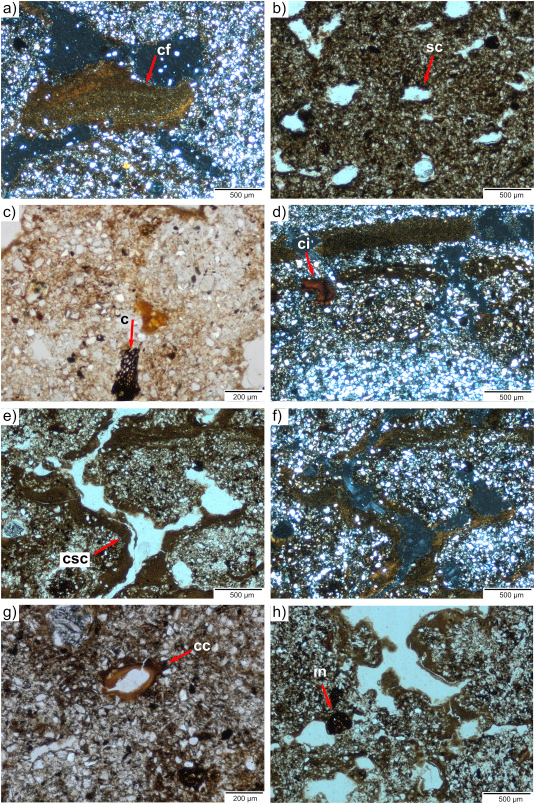 a)
cf
500 µm
b)
sc
500 µm
c)
c
200 µm
d)
ci
500 µm
e)
csc
500 µm
f)
500 µm
g)
cc
200 µm
h)
m
500 µm